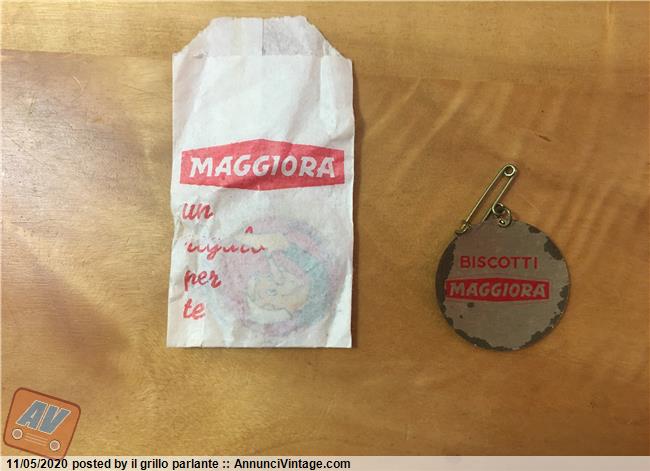 MAGGIORA
un
regalo
per
te
BISCOTTI
MAGGIORA
AV
11/05/2020 posted by il grillo parlante :: AnnunciVintage.com